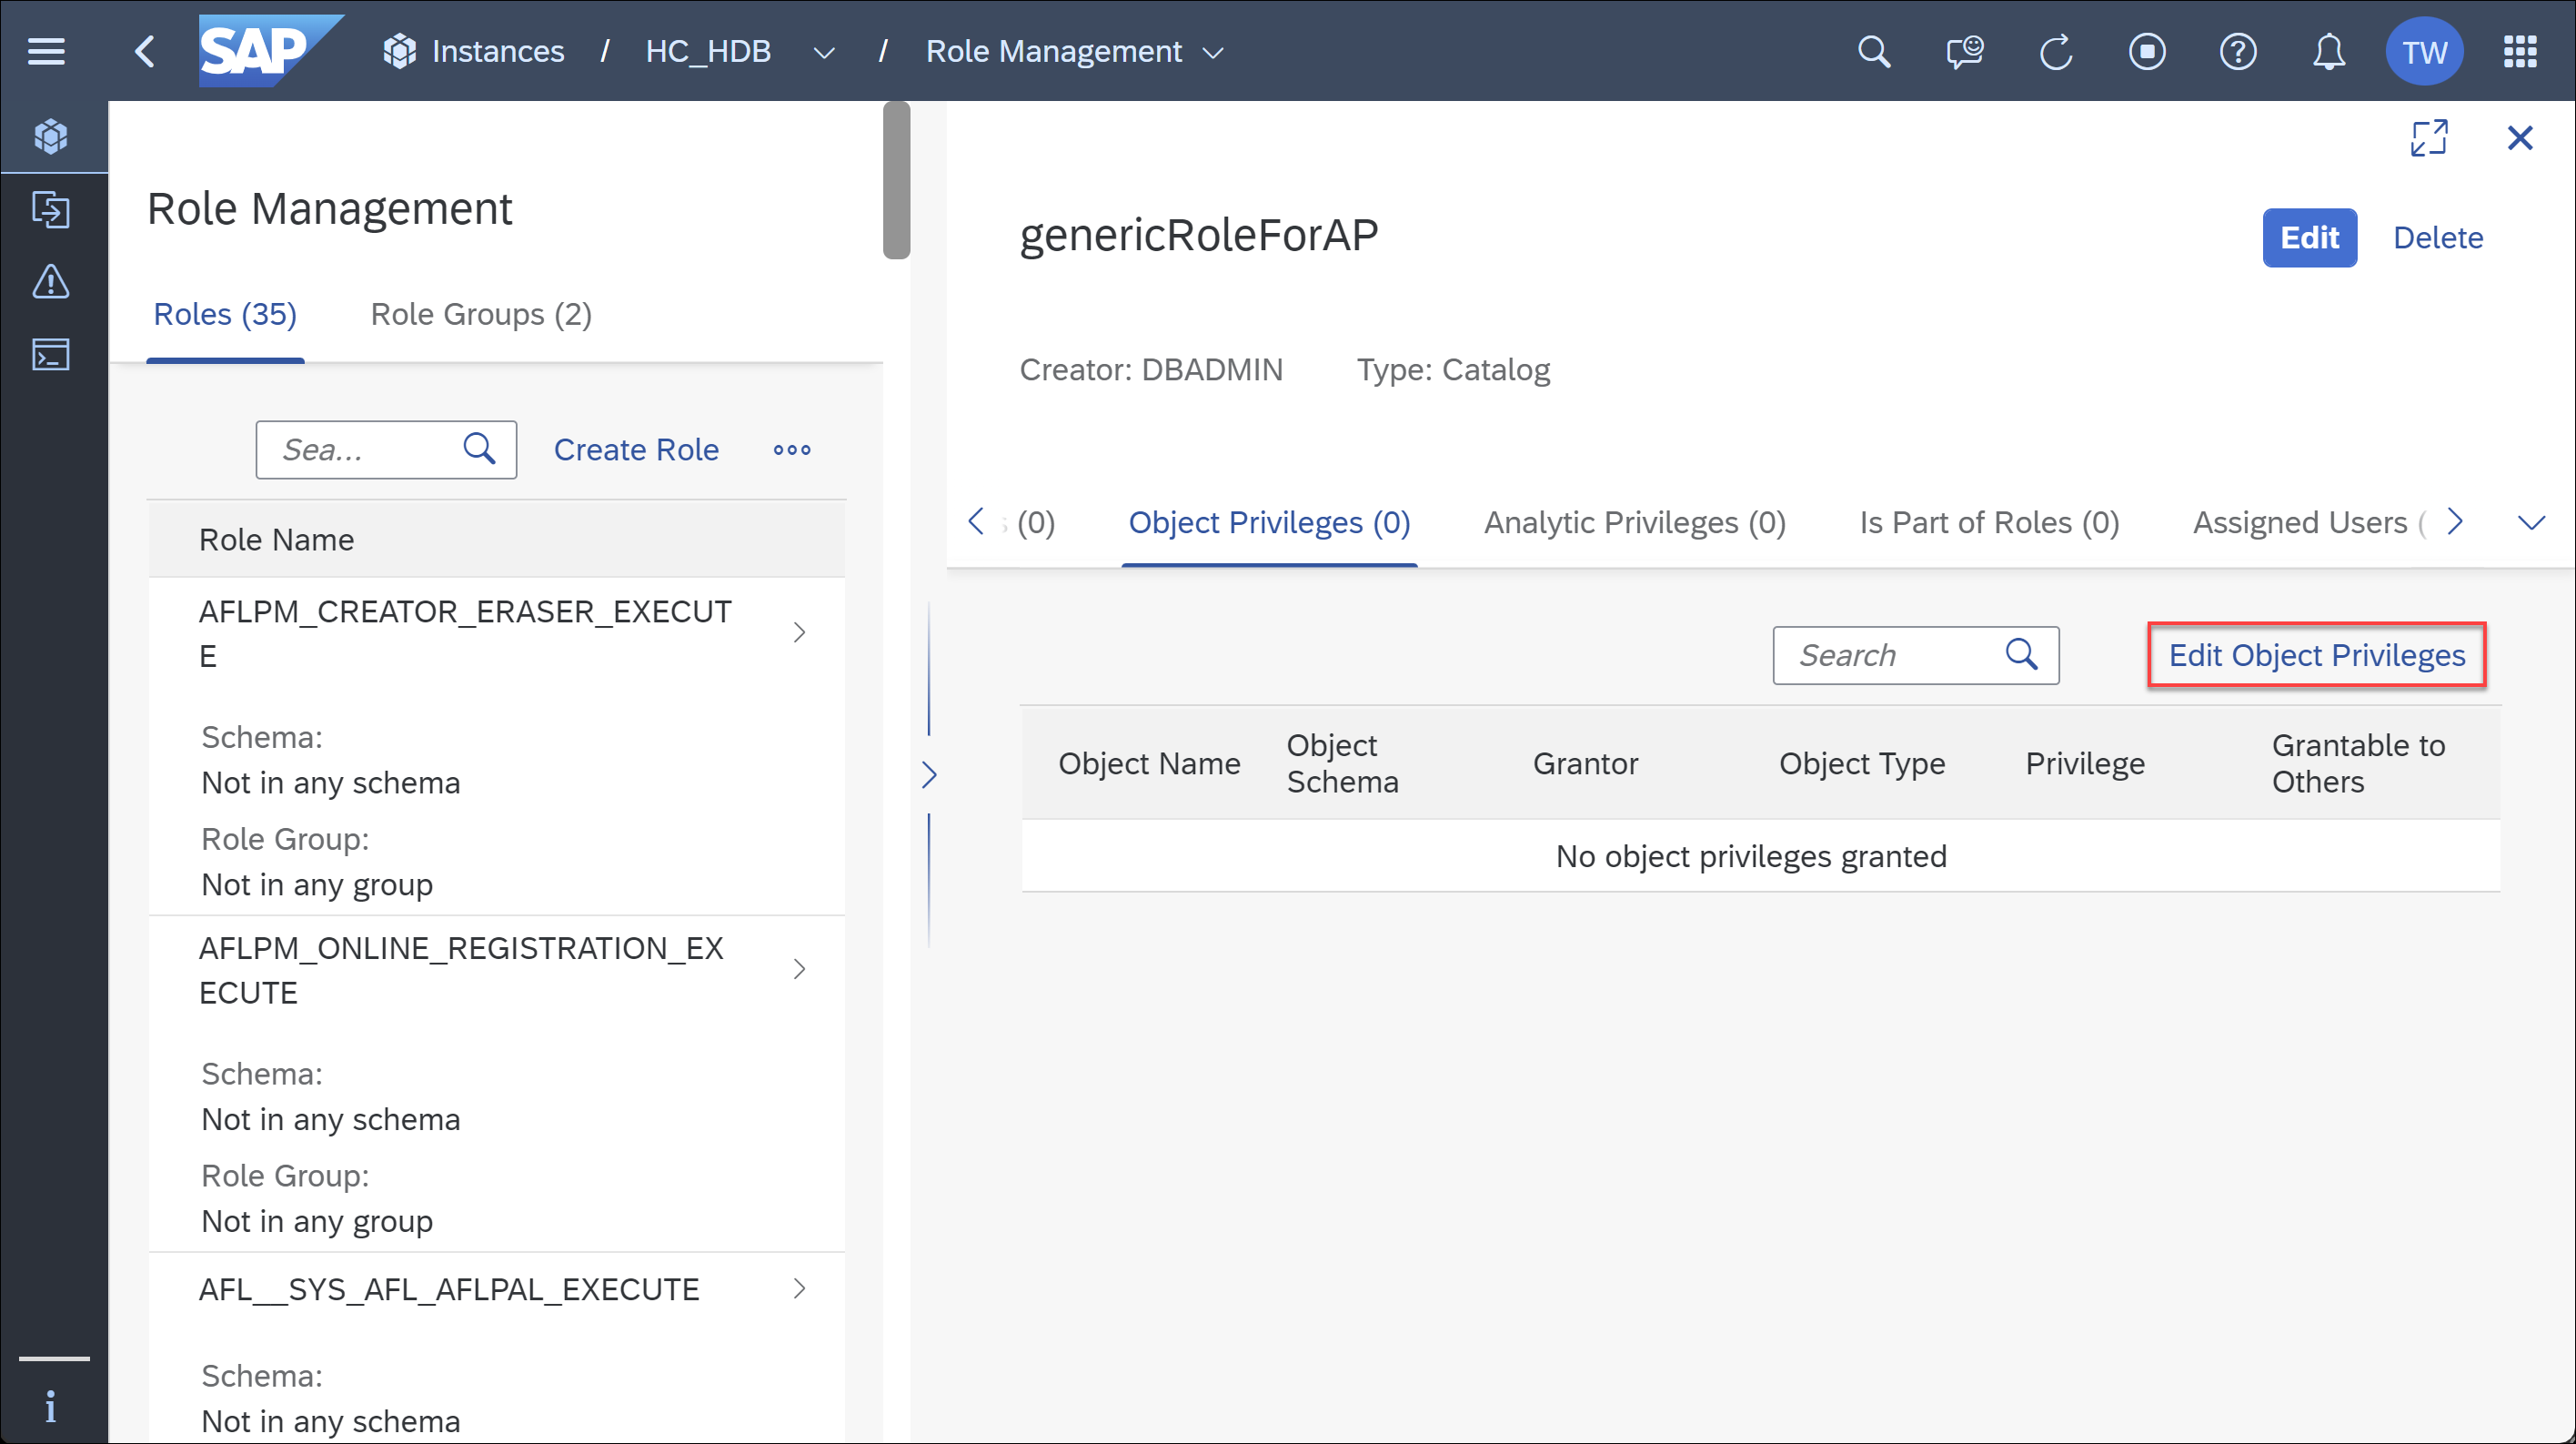 SAP Instances / HC_HDB / Role Management TW
Role Management
Roles (35) Role Groups (2)
Sea... Create Role
Role Name
AFLPM_CREATOR_ERASER_EXECUT
E
Schema:
Not in any schema
Role Group:
Not in any group
AFLPM_ONLINE_REGISTRATION_EX
ECUTE
Schema:
Not in any schema
Role Group:
Not in any group
AFL__SYS_AFL_AFLPAL_EXECUTE
Schema:
Not in any schema
genericRoleForAP
Edit Delete
Creator: DBADMIN Type: Catalog
(0) Object Privileges (0) Analytic Privileges (0) Is Part of Roles (0) Assigned Users (
Search Edit Object Privileges
Object Name Object Schema Grantor Object Type Privilege Grantable to Others
No object privileges granted